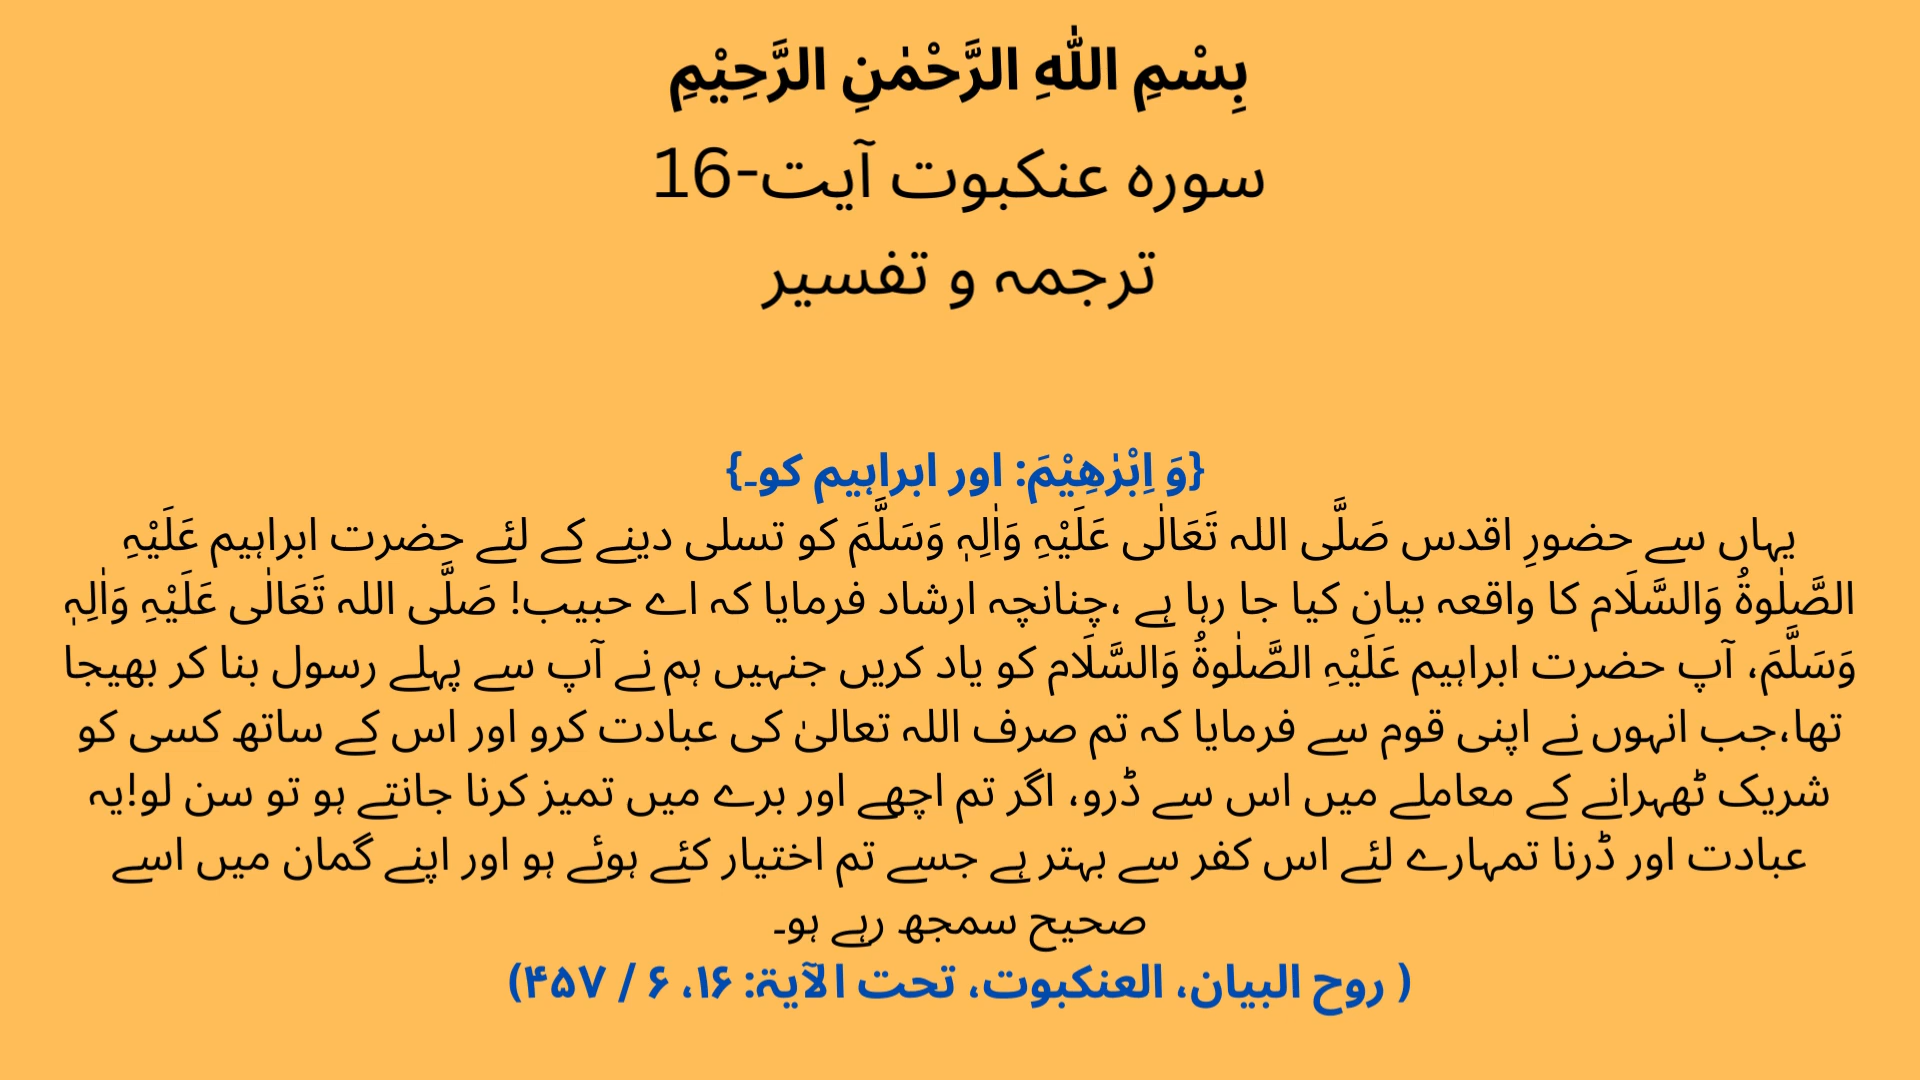 بِسْمِ اللّٰهِ الرَّحْمٰنِ الرَّحِیْمِ
سورہ عنکبوت آیت-16
ترجمہ و تفسیر
{وَ اِبْرٰهِیْمَ: اور ابراہیم کو۔}
یہاں سے حضورِ اقدس صَلَّی اللہ تَعَالٰی عَلَیْہِ وَاٰلِہٖ وَسَلَّمَ کو تسلی دینے کے لئے حضرت ابراہیم عَلَیْہِ
الصَّلٰوۃُ وَالسَّلَام کا واقعہ بیان کیا جا رہا ہے ،چنانچہ ارشاد فرمایا کہ اے حبیب! صَلَّی اللہ تَعَالٰی عَلَیْہِ وَاٰلِہٖ
وَسَلَّمَ، آپ حضرت ابراہیم عَلَیْہِ الصَّلٰوۃُ وَالسَّلَام کو یاد کریں جنہیں ہم نے آپ سے پہلے رسول بنا کر بھیجا
تھا،جب انہوں نے اپنی قوم سے فرمایا کہ تم صرف اللہ تعالیٰ کی عبادت کرو اور اس کے ساتھ کسی کو
شریک ٹھہرانے کے معاملے میں اس سے ڈرو، اگر تم اچھے اور برے میں تمیز کرنا جانتے ہو تو سن لو!یہ
عبادت اور ڈرنا تمہارے لئے اس کفر سے بہتر ہے جسے تم اختیار کئے ہوئے ہو اور اپنے گمان میں اسے
صحیح سمجھ رہے ہو۔
( روح البیان، العنکبوت، تحت الآیۃ: ۱۶، ۶ / ۴۵۷)